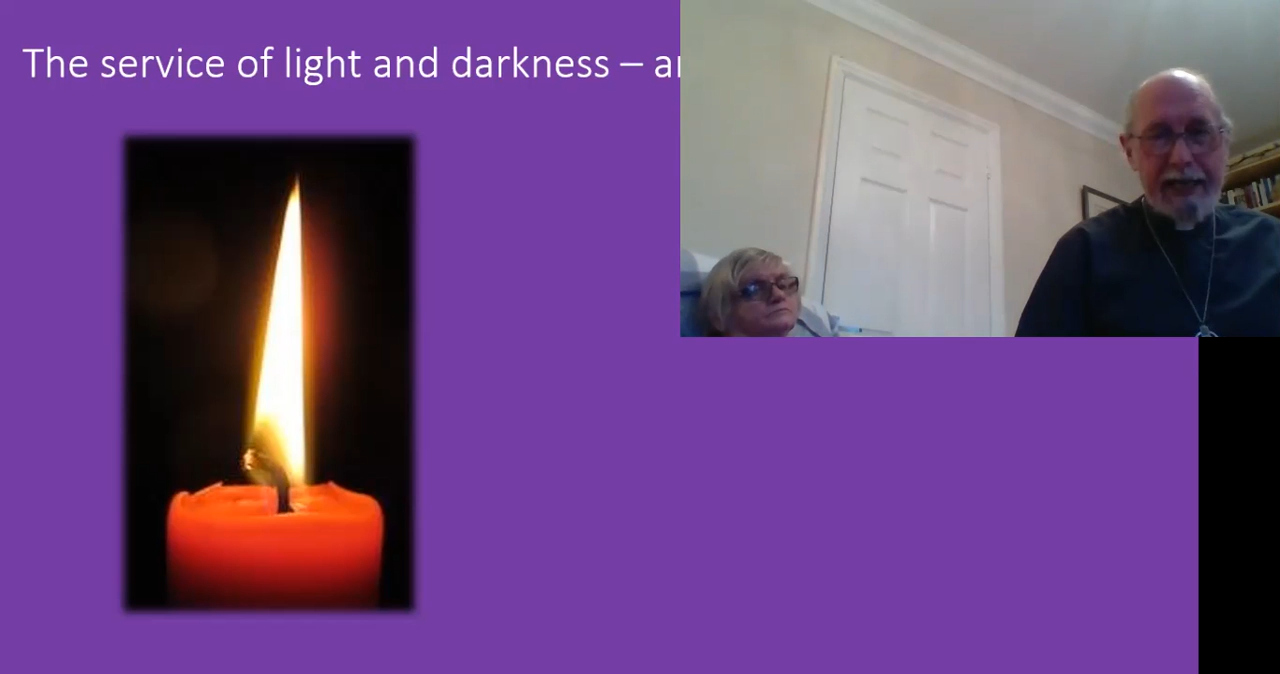 The service of light and darkness – a